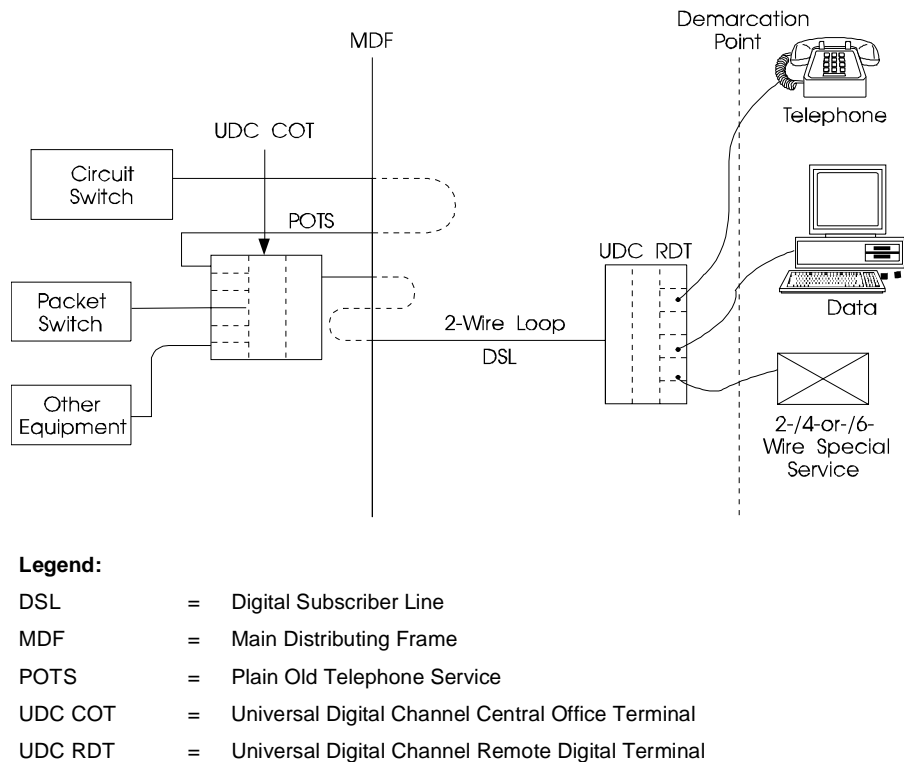 Demarcation
Point
MDF
Telephone
UDC COT
Circuit
Switch
POTS
UDC RDT
Data
Packet
Switch
2-Wire Loop
DSL
Other
Equipment
2-/4-or-/6-
Wire Special
Service
Legend:
DSL = Digital Subscriber Line
MDF = Main Distributing Frame
POTS = Plain Old Telephone Service
UDC COT = Universal Digital Channel Central Office Terminal
UDC RDT = Universal Digital Channel Remote Digital Terminal